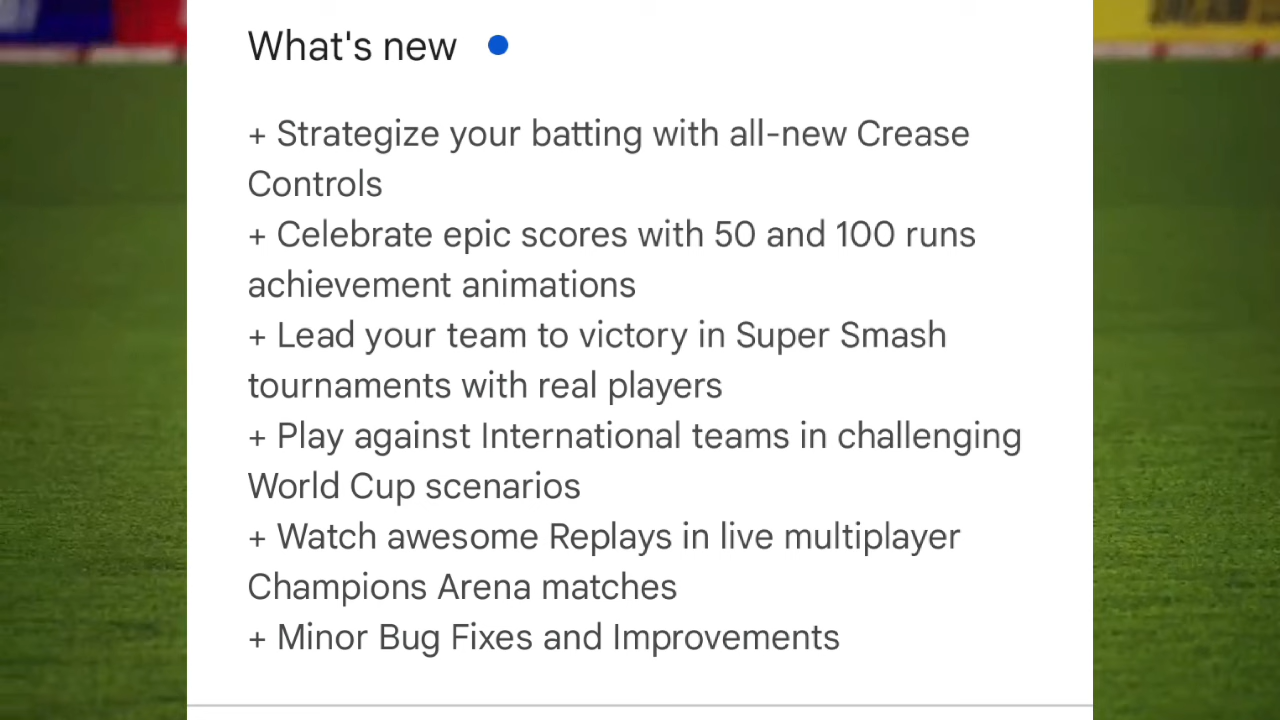 What's new
+ Strategize your batting with all-new Crease
Controls
+ Celebrate epic scores with 50 and 100 runs
achievement animations
+ Lead your team to victory in Super Smash
tournaments with real players
+ Play against International teams in challenging
World Cup scenarios
+ Watch awesome Replays in live multiplayer
Champions Arena matches
+ Minor Bug Fixes and Improvements